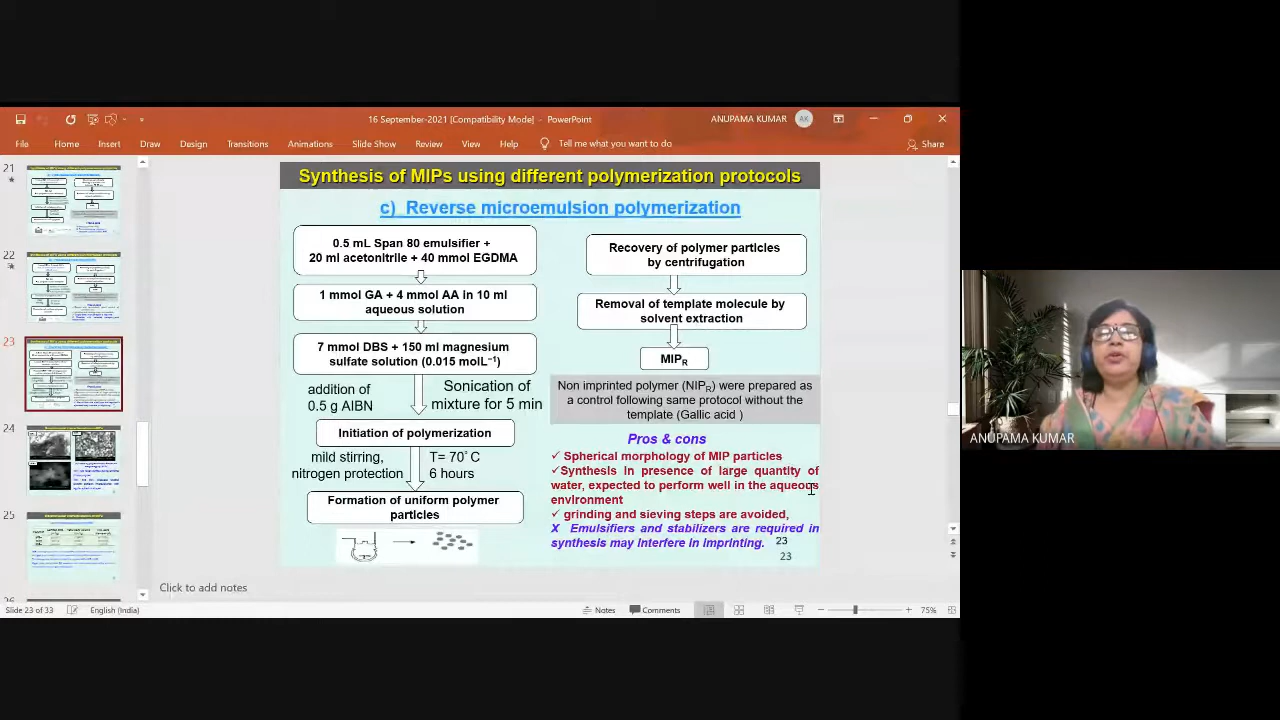 16 September-2021 [Compatibility Mode] – PowerPoint
ANUPAMA KUMAR
AK
File
Home
Insert
Draw
Design
Transitions
Animations
Slide Show
Review
View
Help
Tell me what you want to do
Share
21
22
23
24
25
Synthesis of MIPs using different polymerization protocols
c) Reverse microemulsion polymerization
0.5 mL Span 80 emulsifier +
20 ml acetonitrile + 40 mmol EGDMA
1 mmol GA + 4 mmol AA in 10 ml
aqueous solution
7 mmol DBS + 150 ml magnesium
sulfate solution (0.015 molL⁻¹)
addition of
0.5 g AIBN
Sonication of
mixture for 5 min
Initiation of polymerization
mild stirring,
nitrogen protection
T= 70° C
6 hours
Formation of uniform polymer
particles
Recovery of polymer particles
by centrifugation
Removal of template molecule by
solvent extraction
MIPR
Non imprinted polymer (NIPR) were prepared as
a control following same protocol without the
template (Gallic acid )
Pros & cons
✓ Spherical morphology of MIP particles
✓Synthesis in presence of large quantity of
water, expected to perform well in the aqueous
environment
✓ grinding and sieving steps are avoided,
X Emulsifiers and stabilizers are required in
synthesis may interfere in imprinting.
23
23
Click to add notes
Slide 23 of 33
English (India)
Notes
Comments
75%
ANUPAMA KUMAR